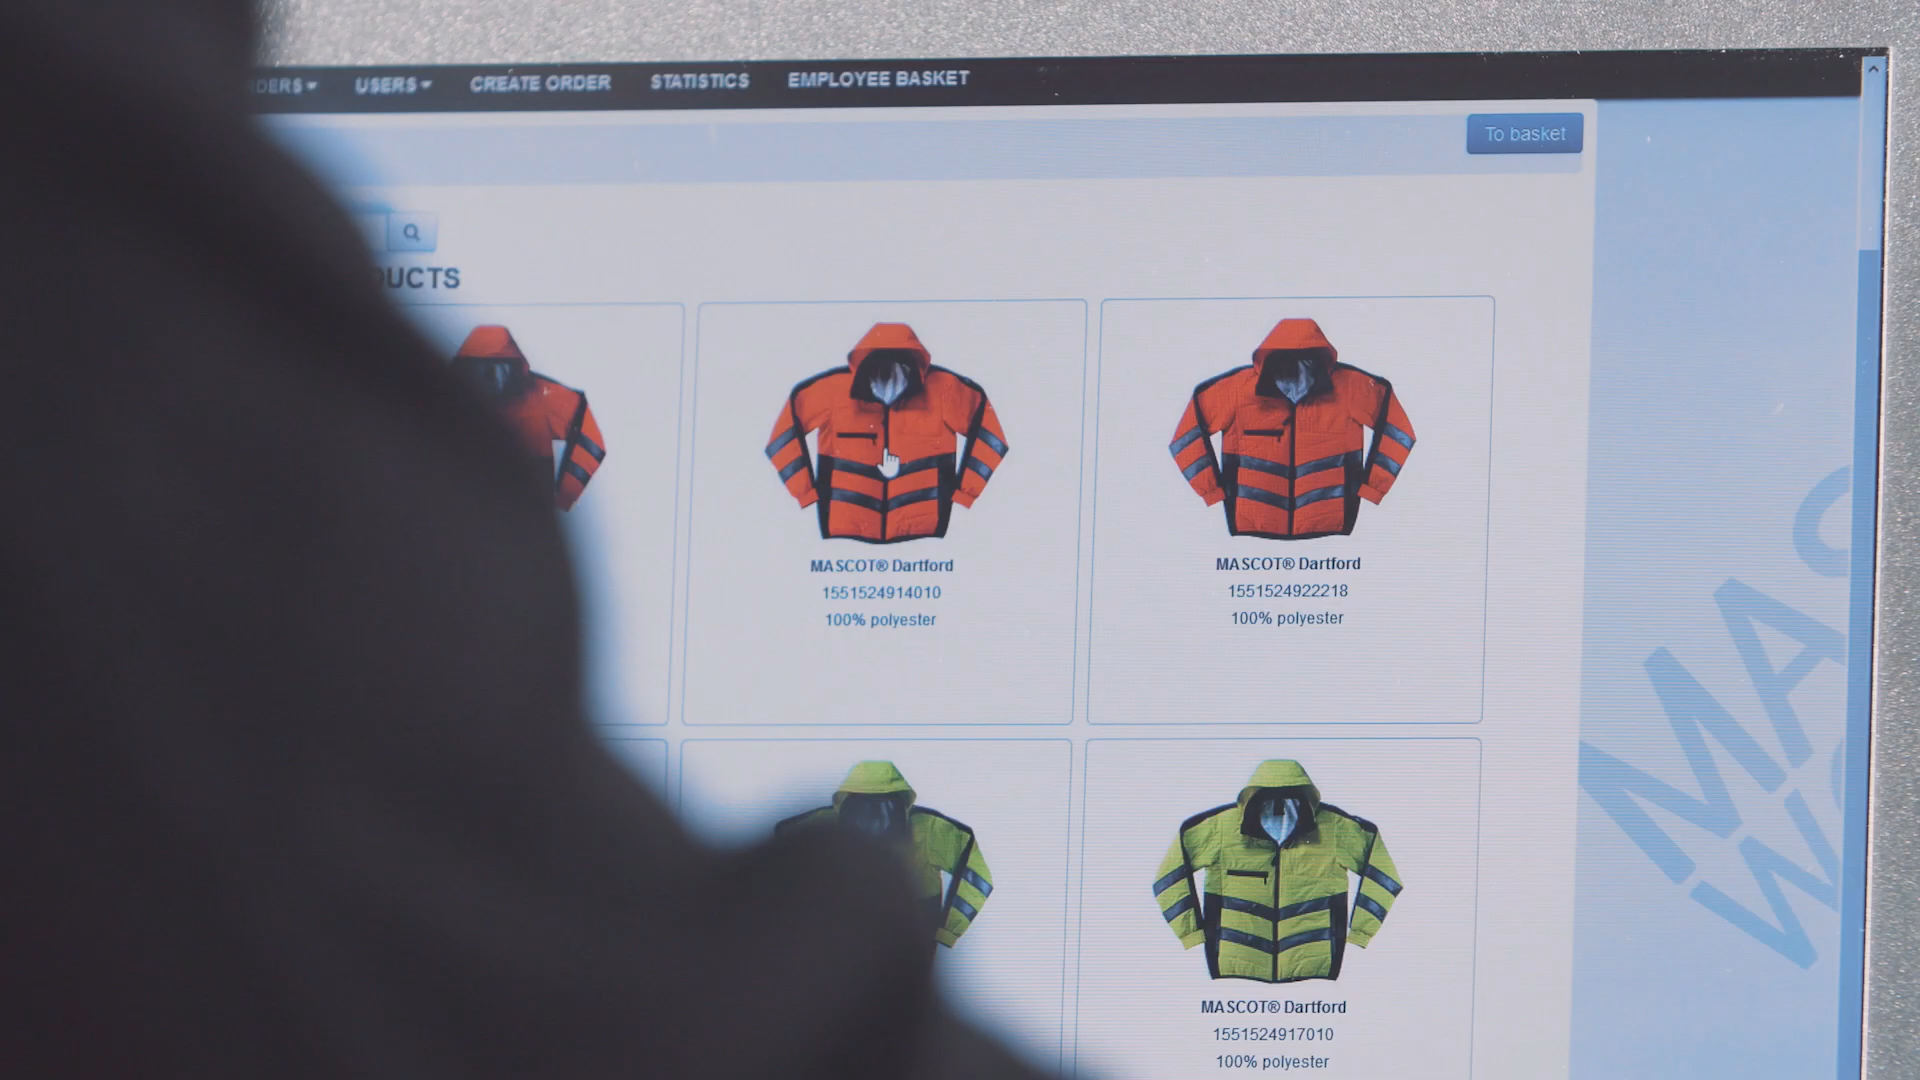 USERS
CREATE ORDER
STATISTICS
EMPLOYEE BASKET
To basket
MASCOT® Dartford
1551524914010
100% polyester
MASCOT® Dartford
1551524922218
100% polyester
MASCOT® Dartford
1551524917010
100% polyester